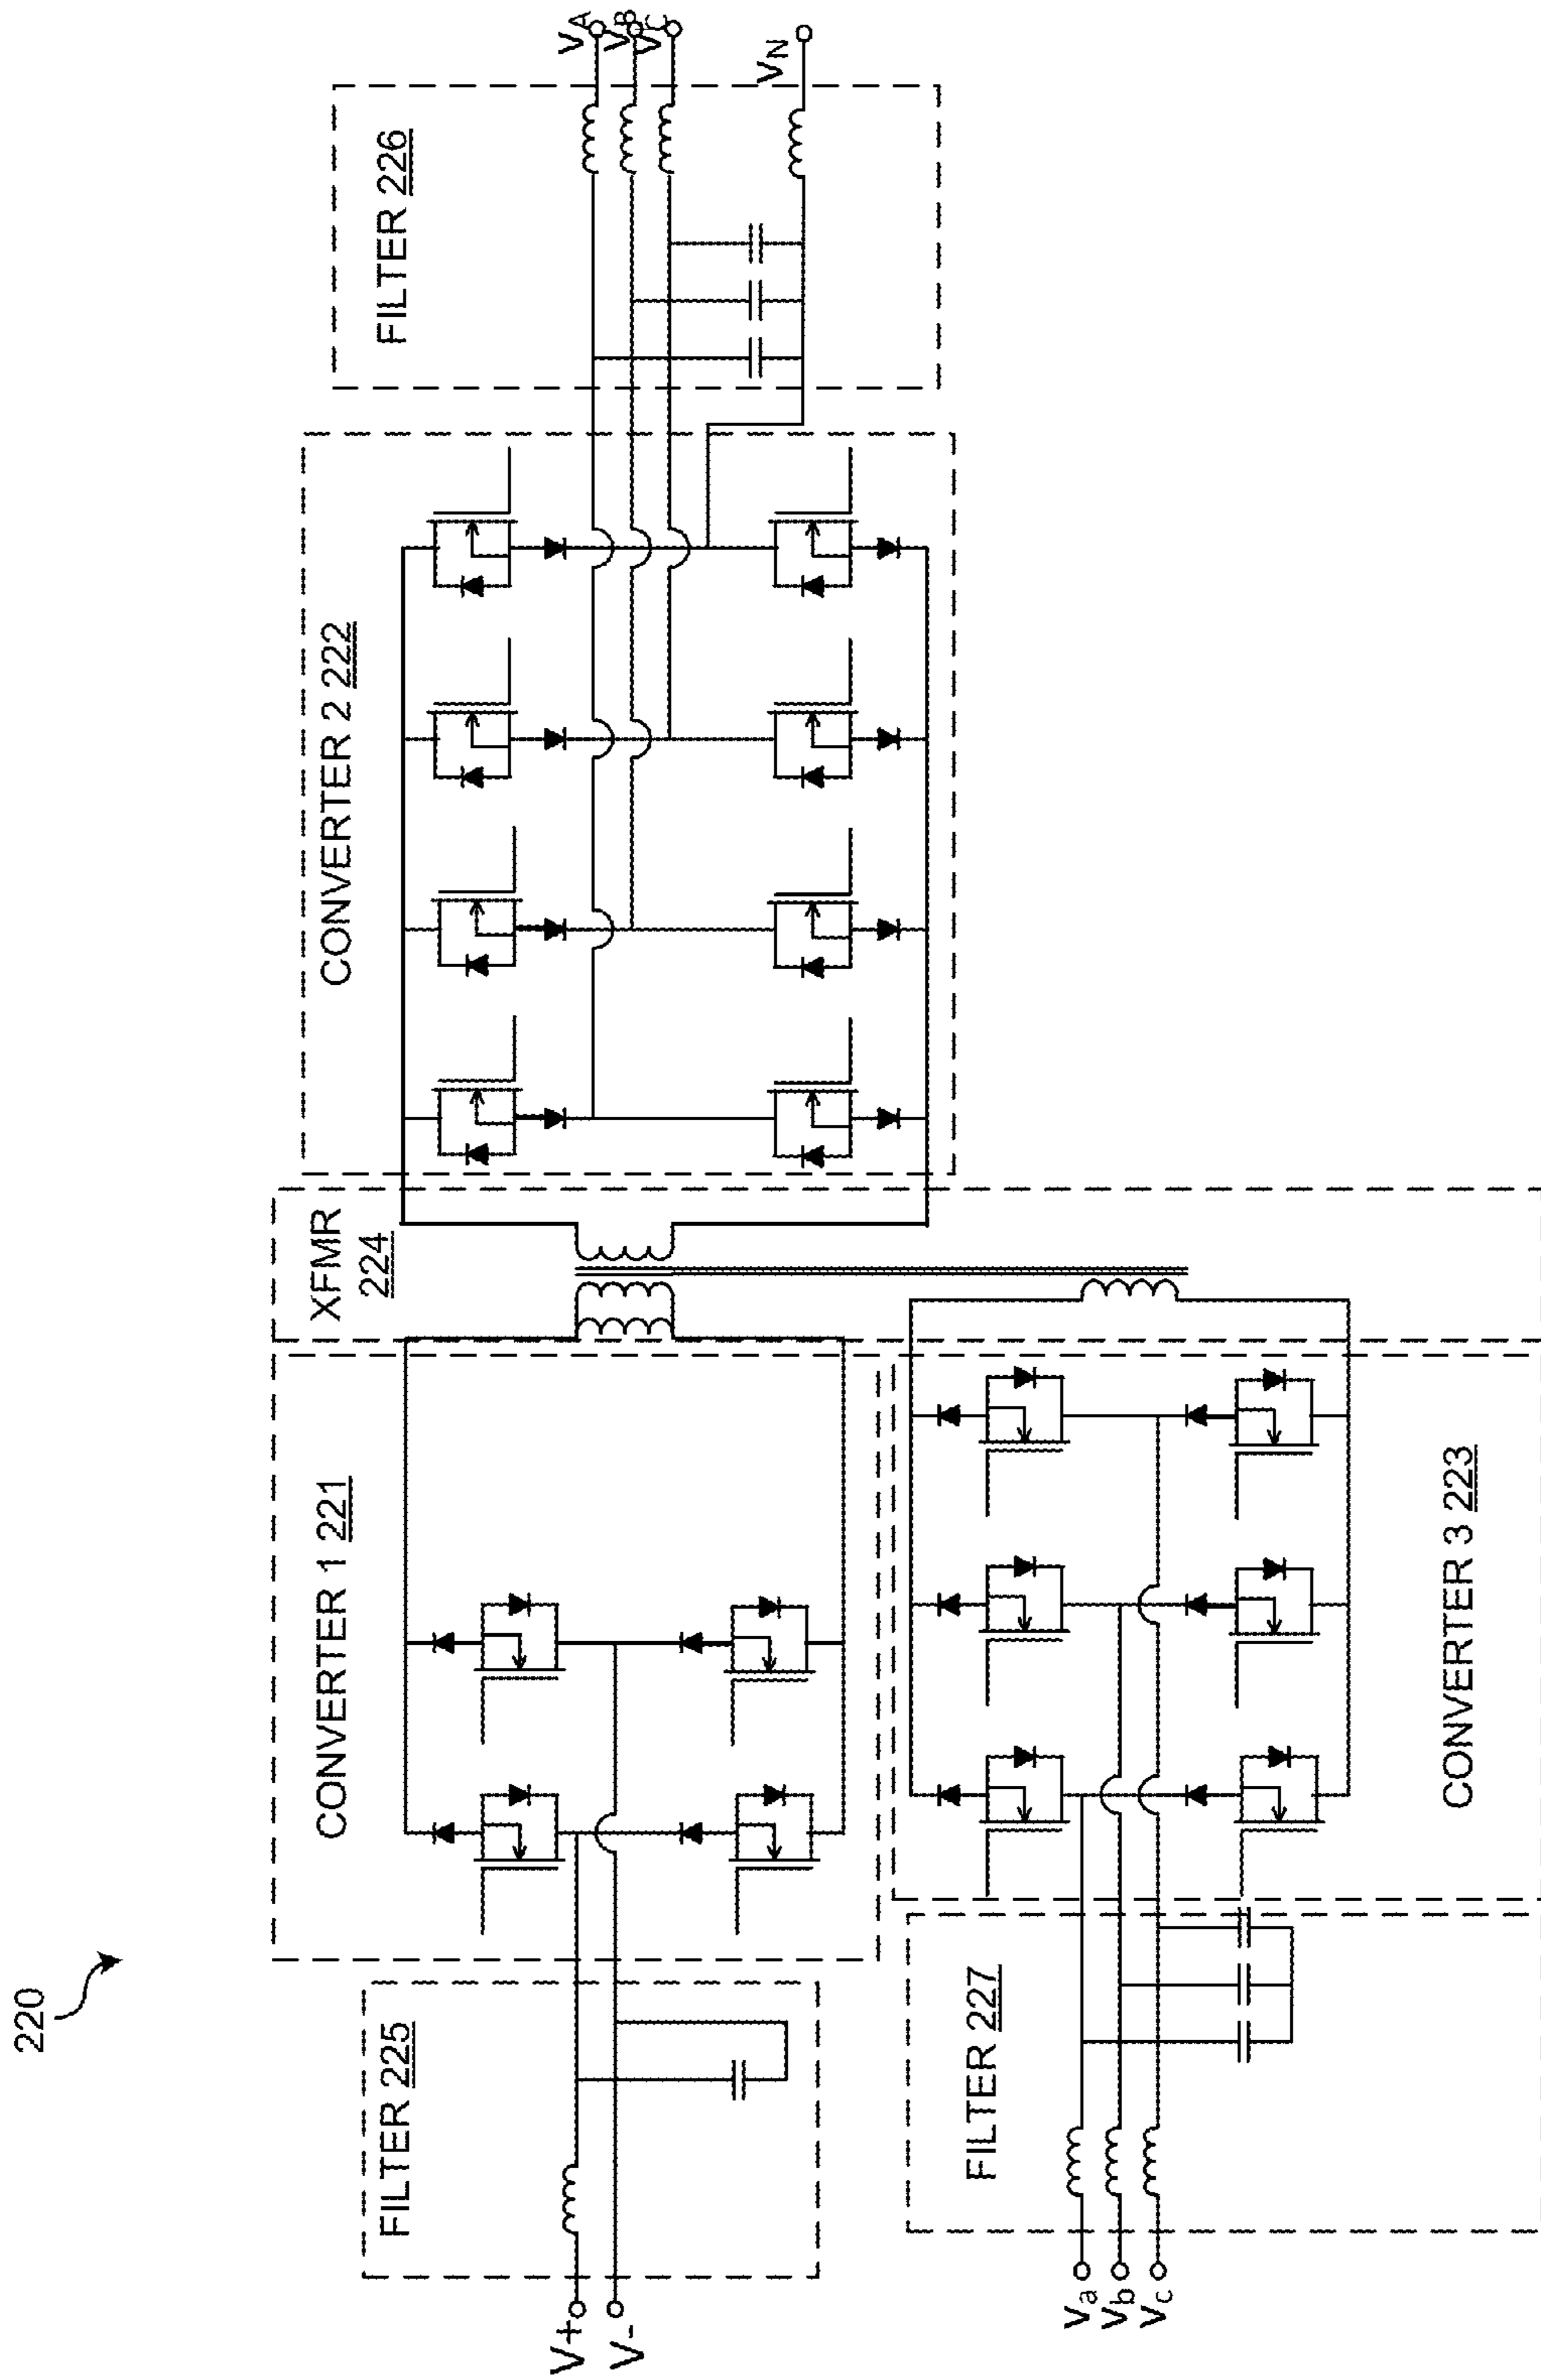 220
FILTER 225
V+
V-
CONVERTER 1 221
XFMR
224
CONVERTER 2 222
FILTER 226
VA
VB
VC
VN
FILTER 227
Va
Vb
Vc
CONVERTER 3 223